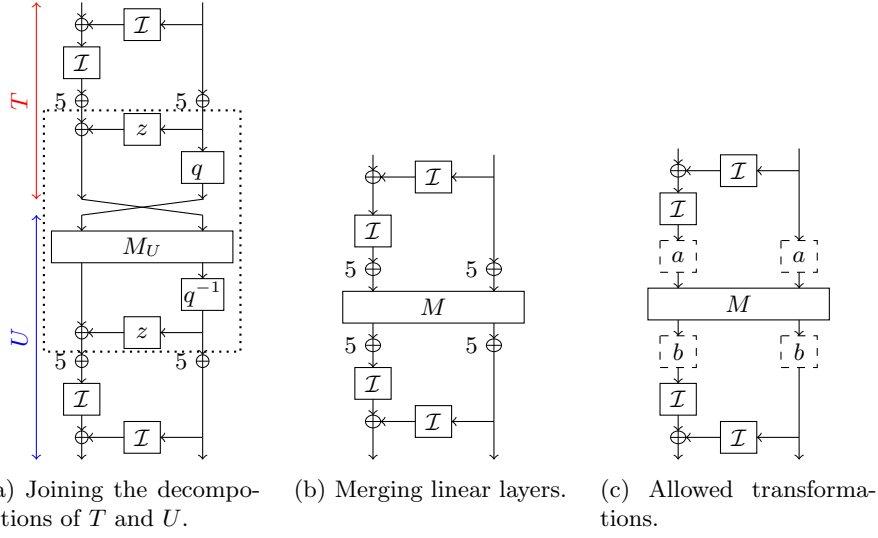 I
I
5 5
T
z
q
M_U
q^{-1}
z
U
5 5
I
I
I
I
5 5
M
5 5
I
I
I
I
a a
M
b b
I
I
a) Joining the decompo-
tions of T and U.
(b) Merging linear layers.
(c) Allowed transforma-
tions.